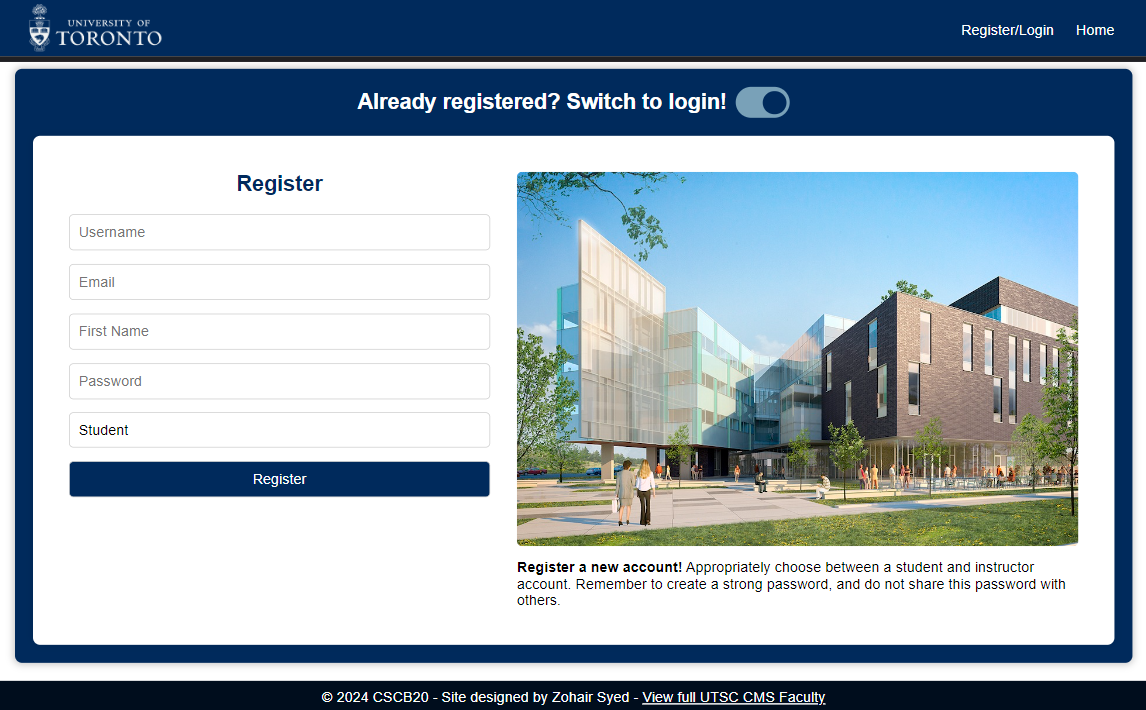 UNIVERSITY OF
TORONTO
Register/Login
Home
Already registered? Switch to login!
Register
Username
Email
First Name
Password
Student
Register
Register a new account! Appropriately choose between a student and instructor
account. Remember to create a strong password, and do not share this password with
others.
© 2024 CSCB20 - Site designed by Zohair Syed - View full UTSC CMS Faculty